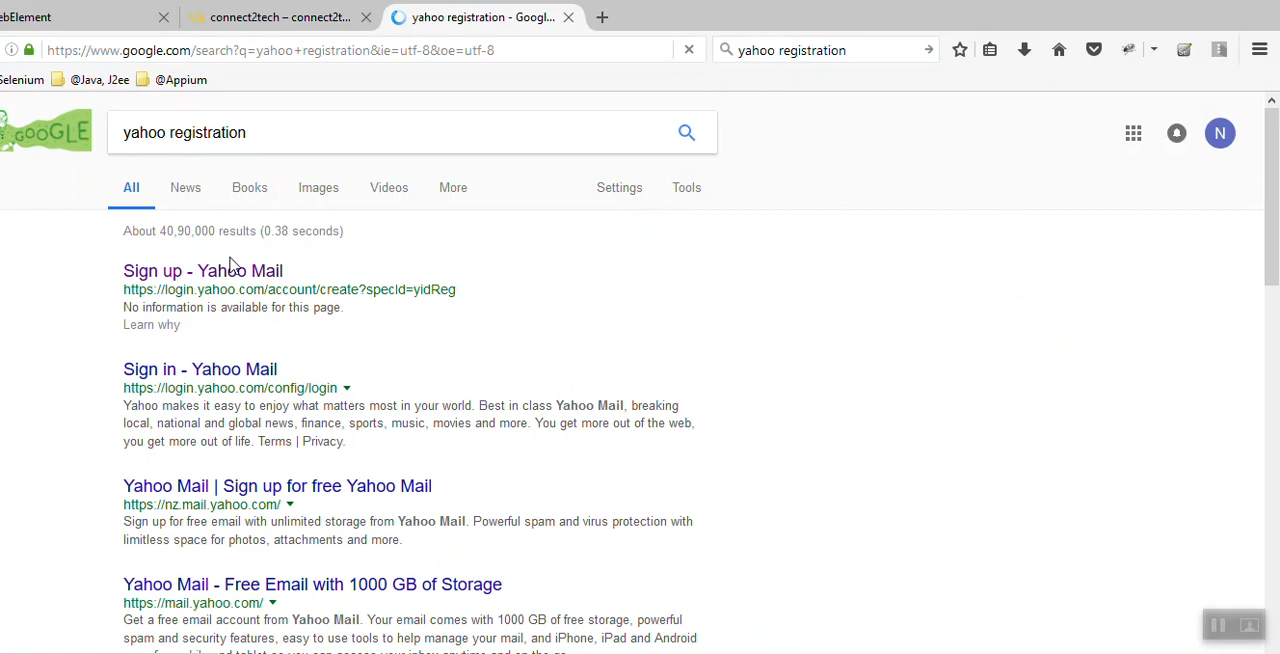 ebElement
connect2tech – connect2t...
yahoo registration - Googl...
https://www.google.com/search?q=yahoo+registration&ie=utf-8&oe=utf-8
yahoo registration
Selenium
@Java, J2ee
@Appium
GOOGLE
yahoo registration
N
All News Books Images Videos More Settings Tools
About 40,90,000 results (0.38 seconds)
Sign up - Yahoo Mail
https://login.yahoo.com/account/create?specId=yidReg
No information is available for this page.
Learn why
Sign in - Yahoo Mail
https://login.yahoo.com/config/login
Yahoo makes it easy to enjoy what matters most in your world. Best in class Yahoo Mail, breaking
local, national and global news, finance, sports, music, movies and more. You get more out of the web,
you get more out of life. Terms | Privacy.
Yahoo Mail | Sign up for free Yahoo Mail
https://nz.mail.yahoo.com/
Sign up for free email with unlimited storage from Yahoo Mail. Powerful spam and virus protection with
limitless space for photos, attachments and more.
Yahoo Mail - Free Email with 1000 GB of Storage
https://mail.yahoo.com/
Get a free email account from Yahoo Mail. Your email comes with 1000 GB of free storage, powerful
spam and security features, easy to use tools to help manage your mail, and iPhone, iPad and Android